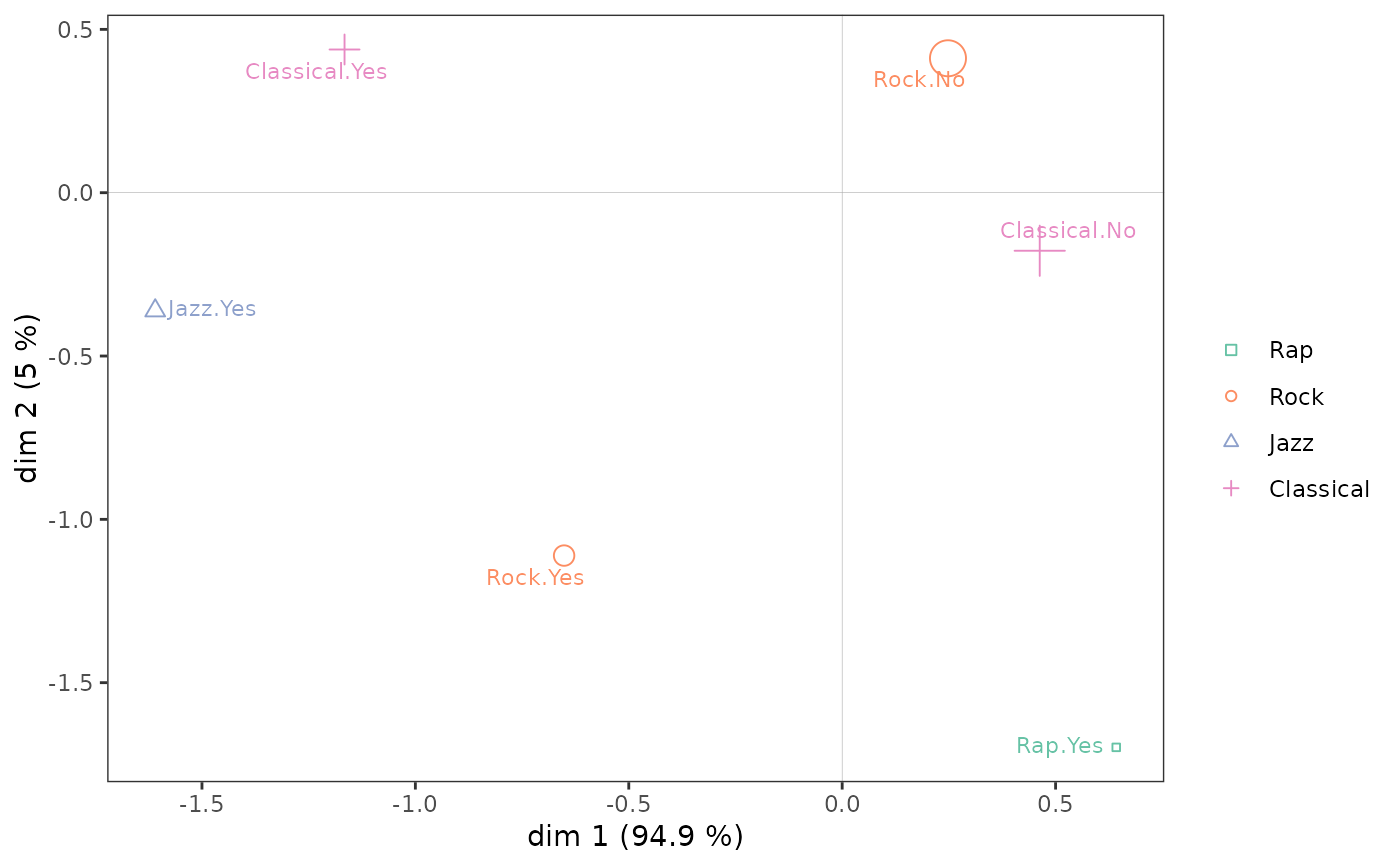 0.5
Classical.Yes
Rock.No
0.0
Classical.No
Jazz.Yes
-0.5
-1.0
Rock.Yes
-1.5
Rap.Yes
-1.5
-1.0
-0.5
0.0
0.5
dim 1 (94.9 %)
dim 2 (5 %)
Rap
Rock
Jazz
Classical